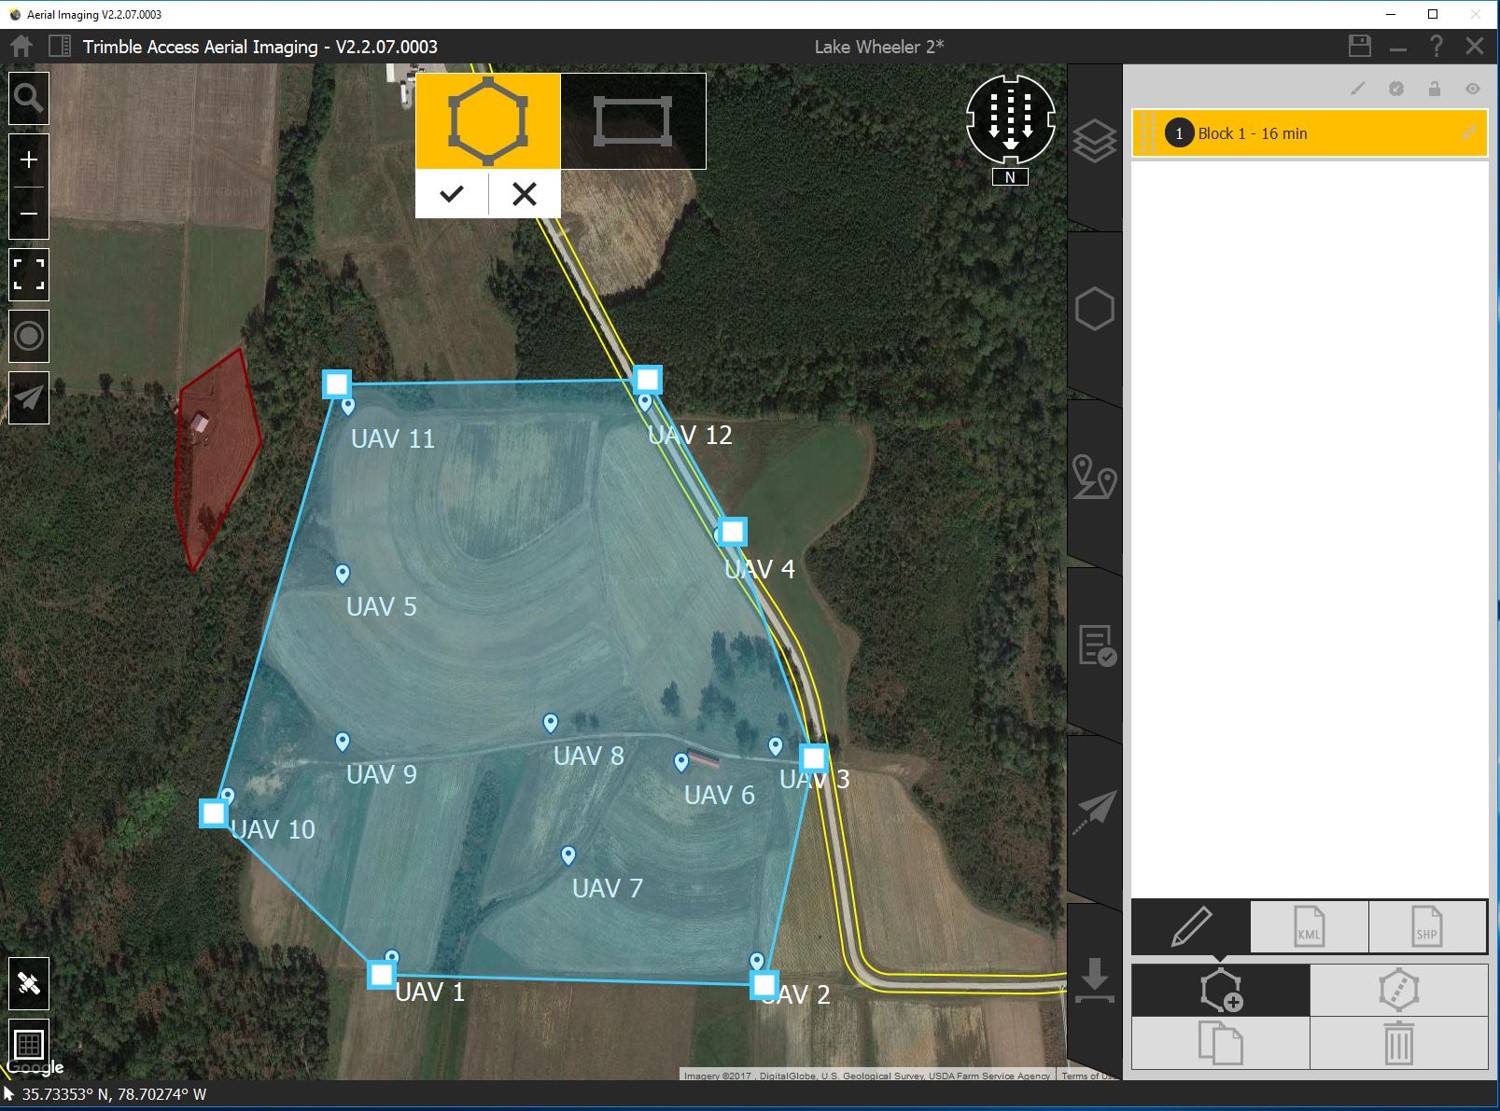 Aerial Imaging V2.2.07.0003
Trimble Access Aerial Imaging - V2.2.07.0003
Lake Wheeler 2*
?
N
1 Block 1 - 16 min
UAV 11
UAV 12
UAV 4
UAV 5
UAV 8
UAV 9
UAV 3
UAV 6
UAV 10
UAV 7
UAV 1
UAV 2
KML
SHP
Google
Imagery ©2017 , DigitalGlobe, U.S. Geological Survey, USDA Farm Service Agency
Terms of
35.73353° N, 78.70274° W